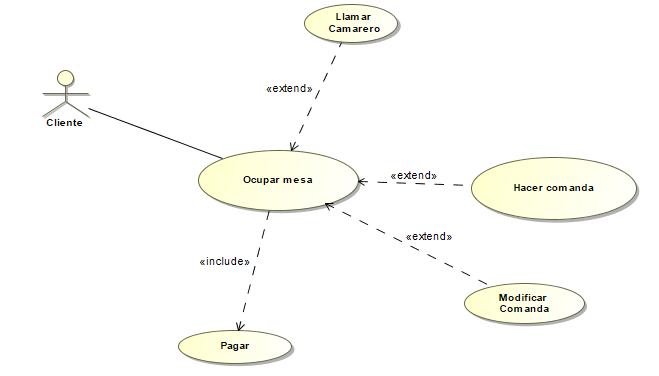 Llamar
Camarero
«extend»
Cliente
Ocupar mesa
«extend»
Hacer comanda
«extend»
«include»
Modificar
Comanda
Pagar